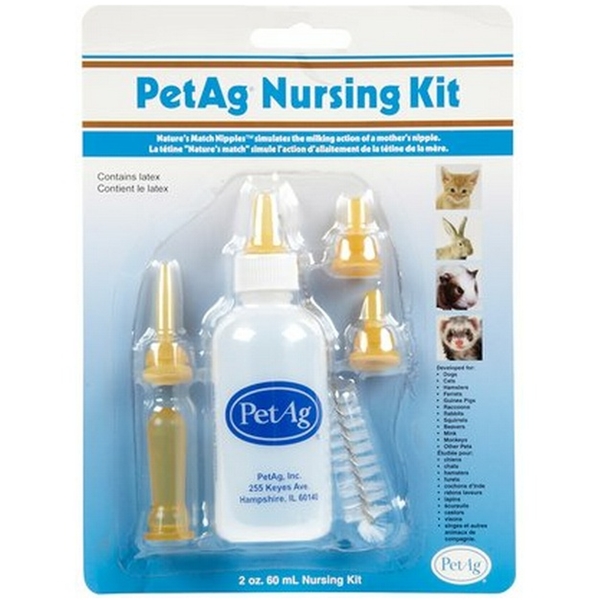 PetAg® Nursing Kit
Nature's Match Nipples™ simulates the milking action of a mother's nipple.
La tétine "Nature's match" simule l'action d'allaitement de la tétine de la mère.
Contains latex
Contient le latex
Developed for:
• Dogs
• Cats
• Hamsters
• Ferrets
• Guinea Pigs
• Raccoons
• Rabbits
• Squirrels
• Beavers
• Mink
• Monkeys
• Other Pets
Étudiée pour:
• chiens
• chats
• hamsters
• furets
• cochons d'inde
• ratons laveurs
• lapins
• écureuils
• castors
• visons
• singes et autres
animaux de
compagnie.
PetAg®
PetAg, Inc.
255 Keyes Ave.
Hampshire, IL 60140
2 oz. 60 mL Nursing Kit
PetAg®